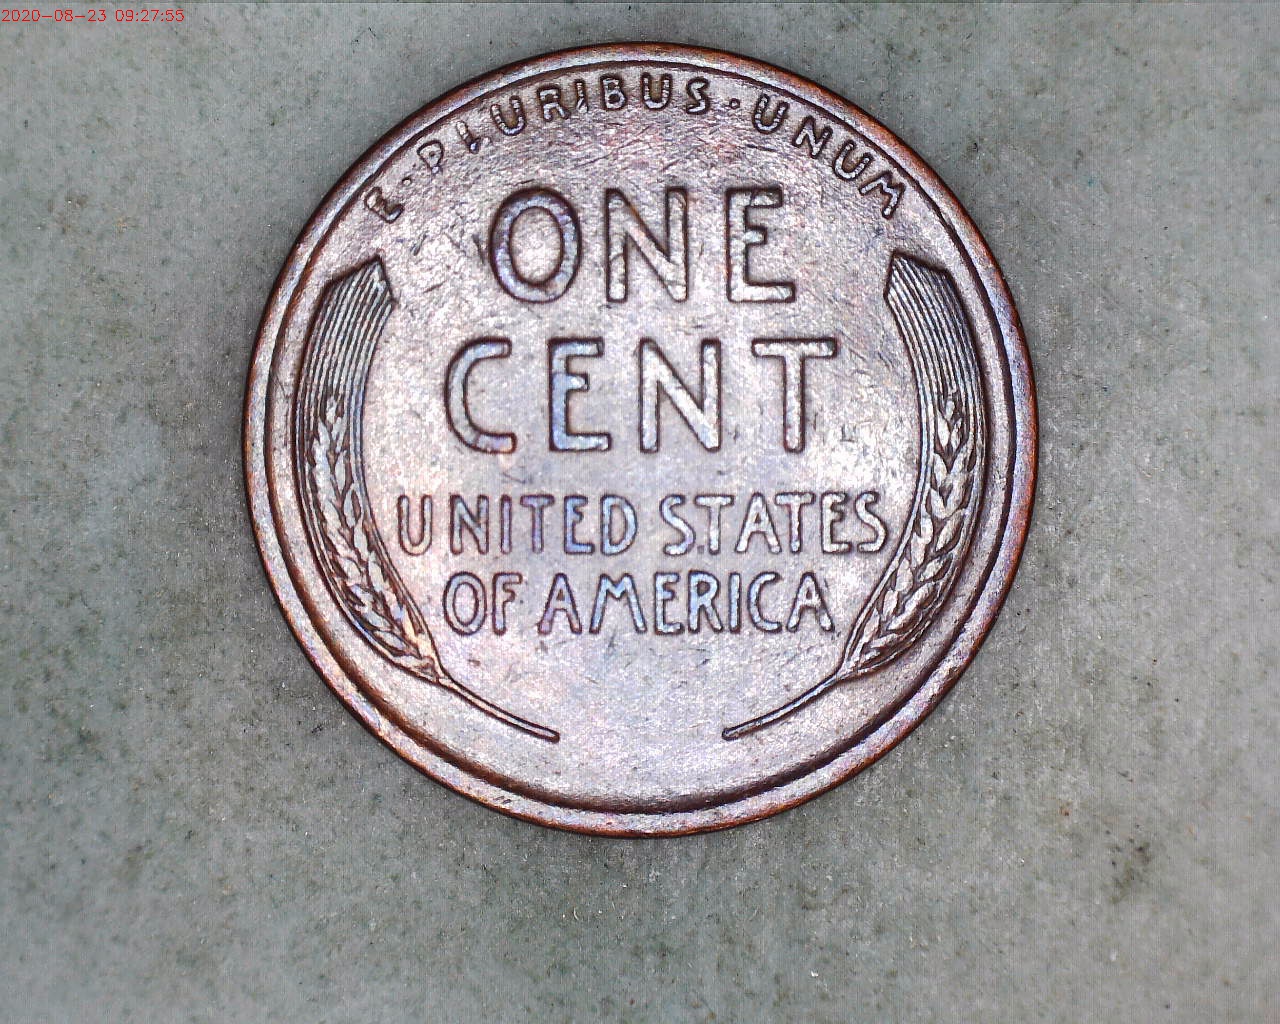 2020-08-23 09:27:55
E·PLURIBUS·UNUM
ONE
CENT
UNITED STATES
OF AMERICA